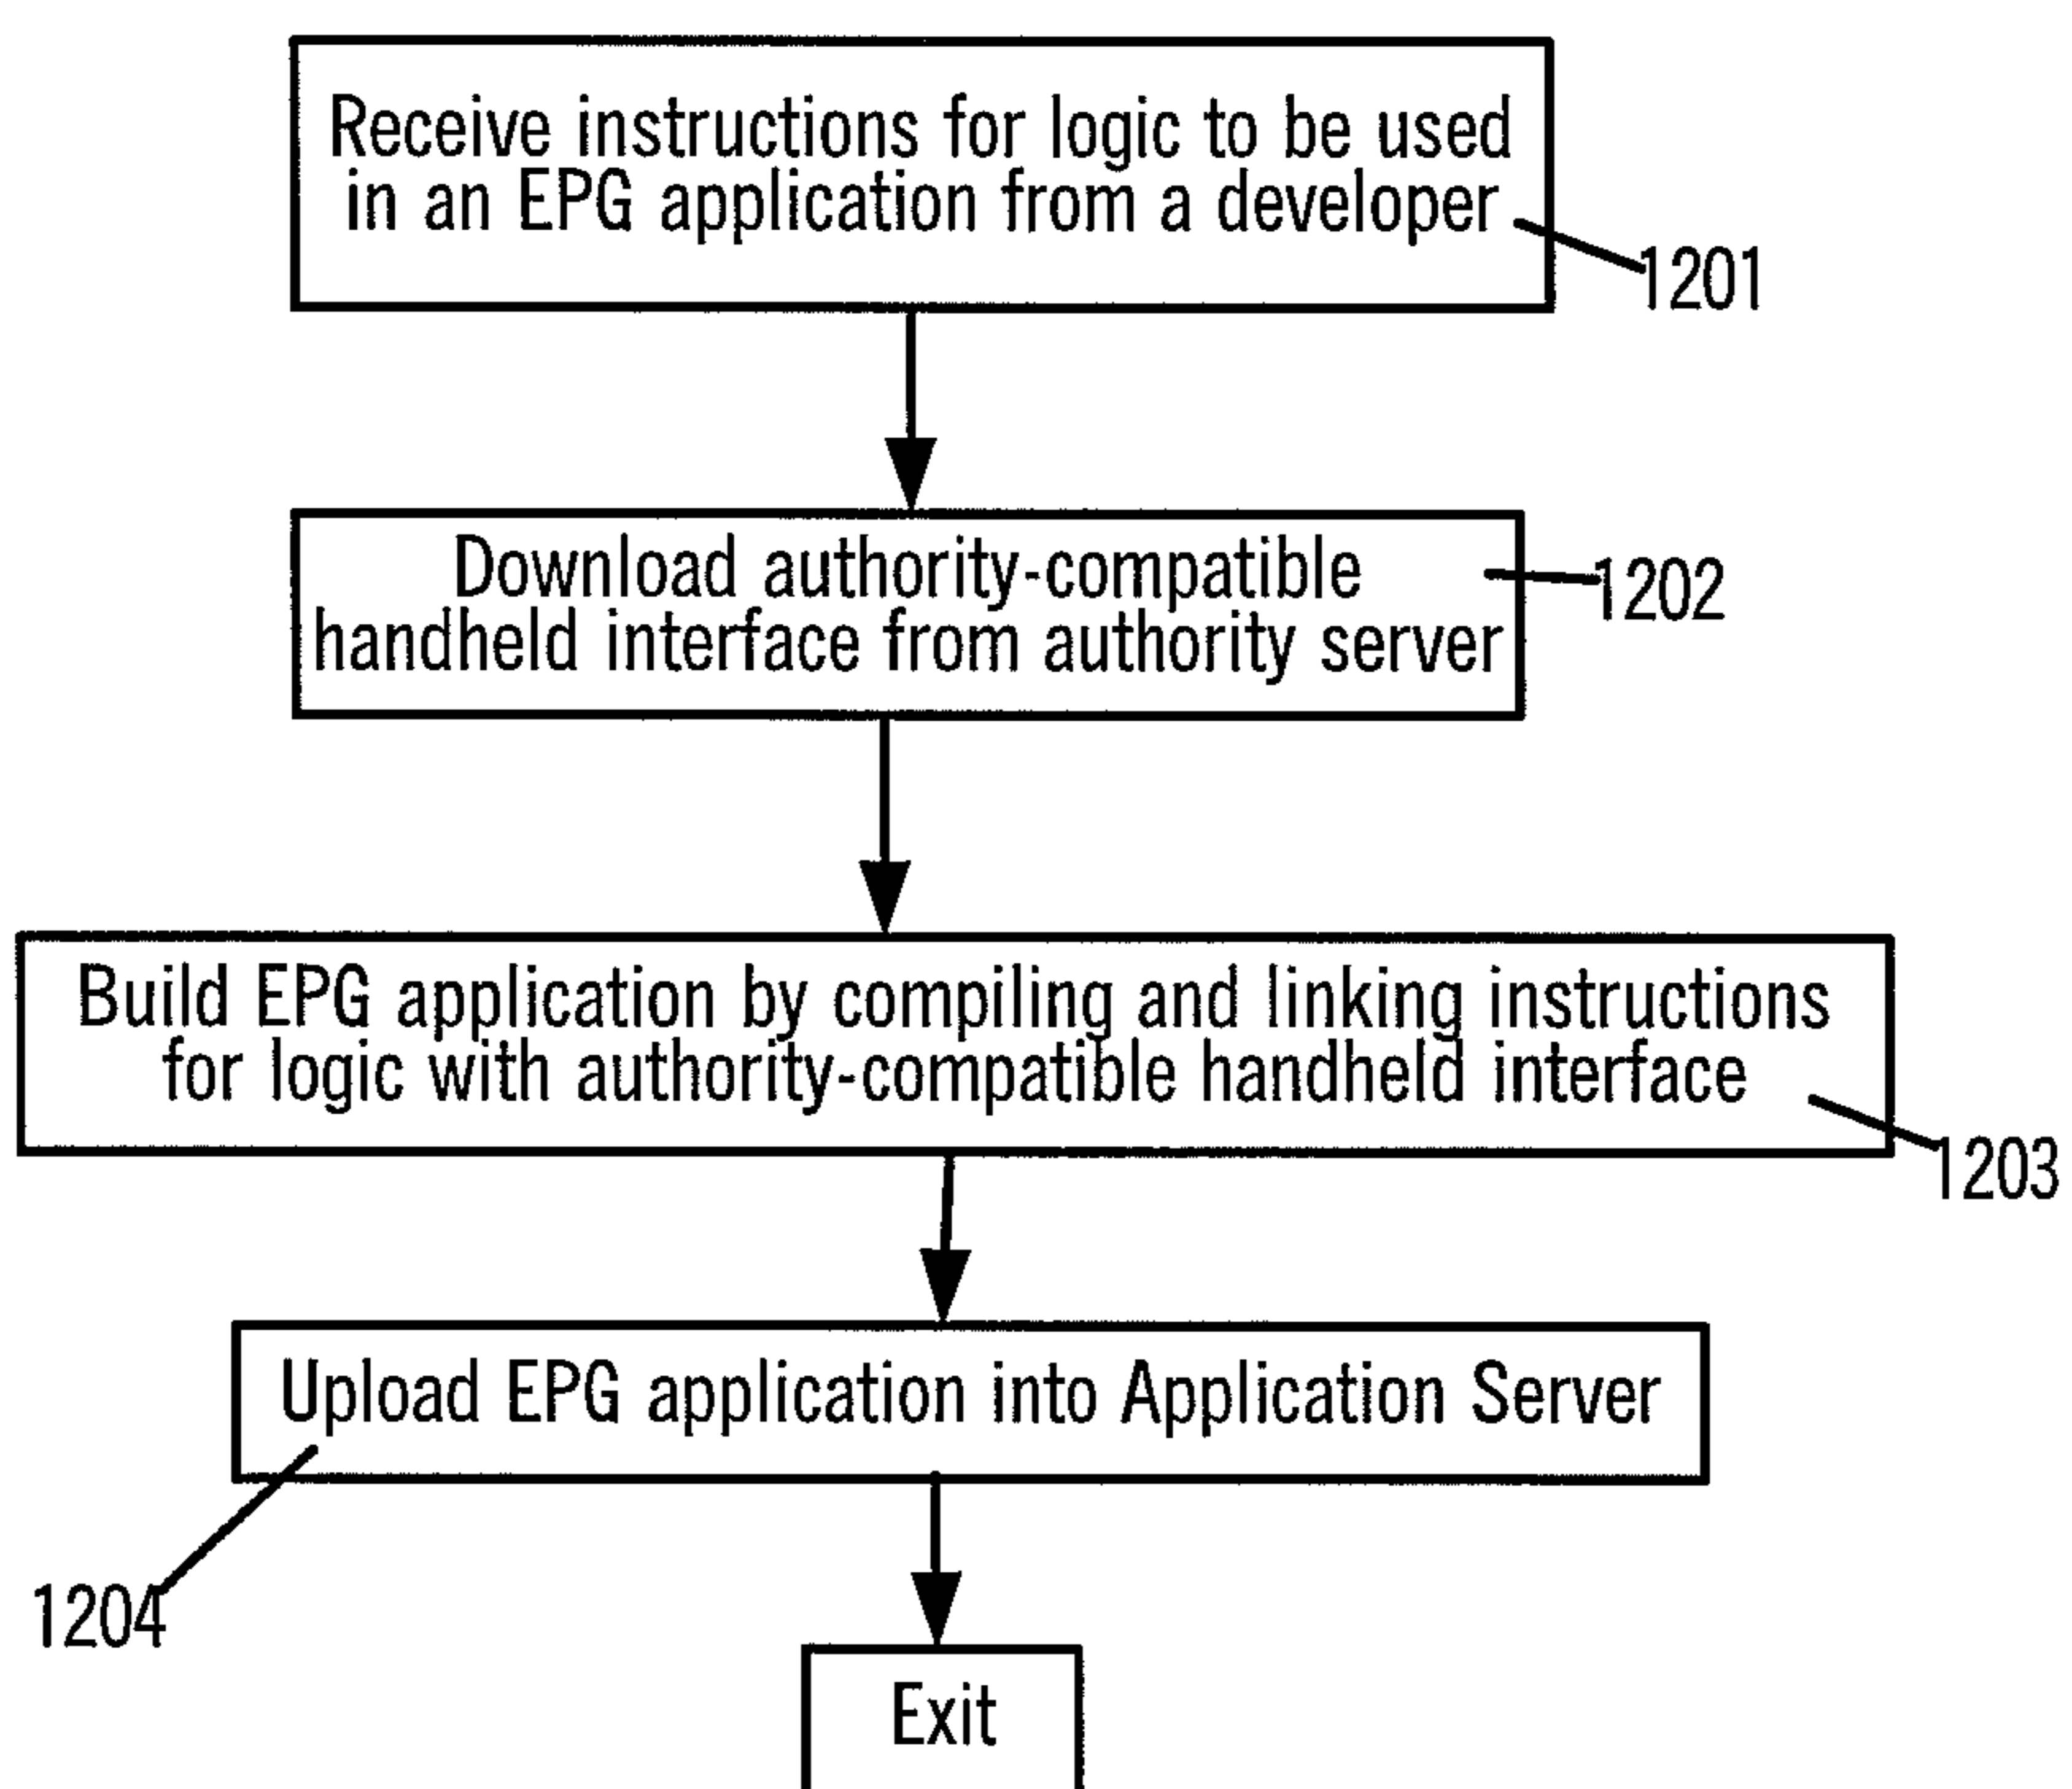 Receive instructions for logic to be used
in an EPG application from a developer
1201
Download authority-compatible
1202
handheld interface from authority server
Build EPG application by compiling and linking instructions
for logic with authority-compatible handheld interface
1203
Upload EPG application into Application Server
1204
Exit